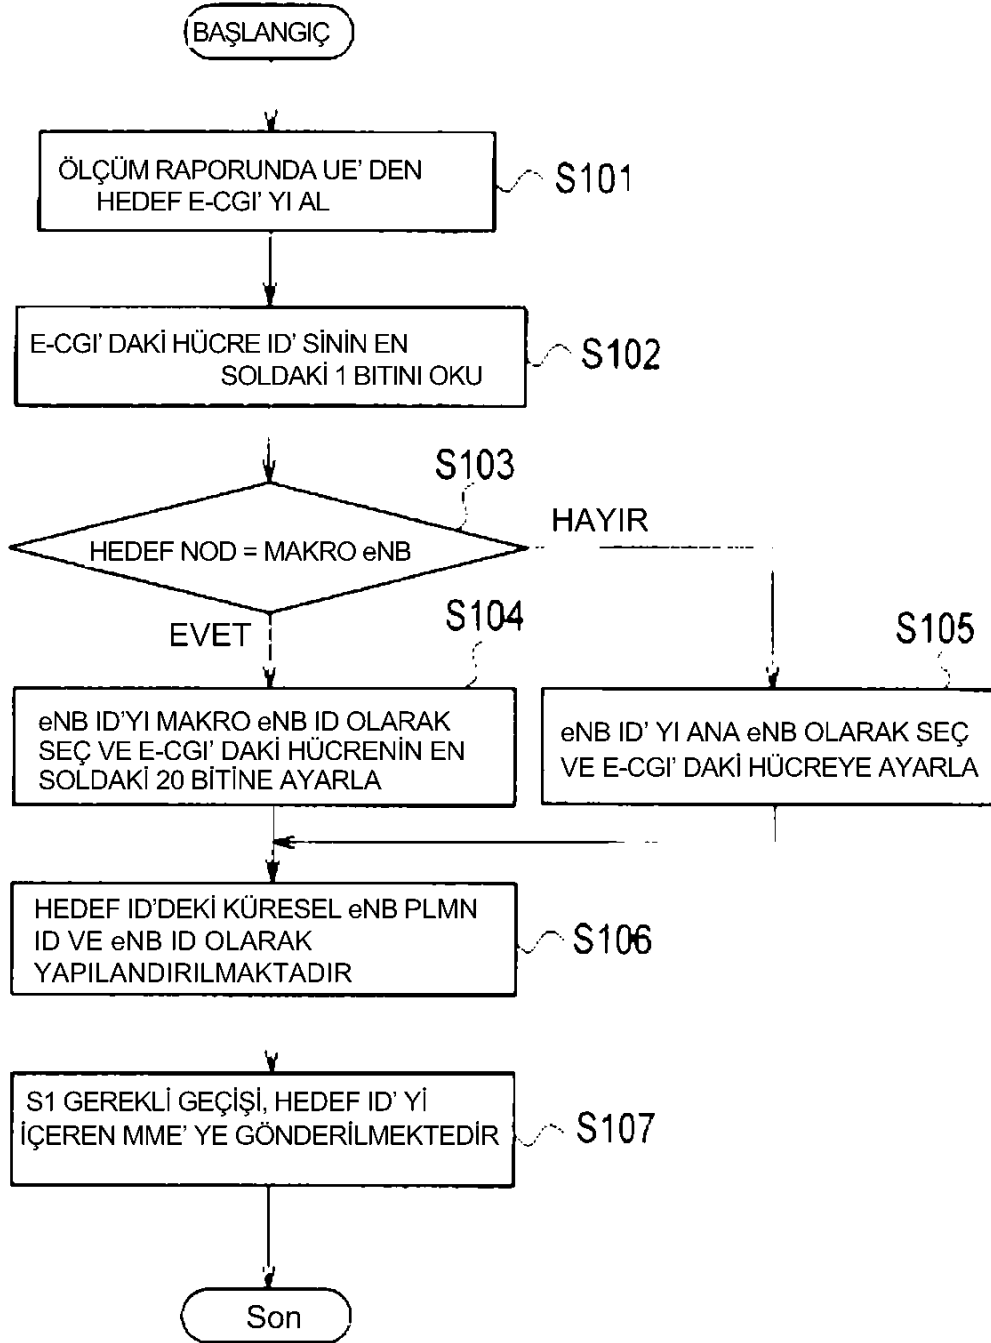 BAŞLANGIÇ
ÖLÇÜM RAPORUNDA UE' DEN
HEDEF E-CGI' YI AL
S101
E-CGI' DAKİ HÜCRE ID' SİNİN EN
SOLDAKİ 1 BITINI OKU
S102
S103
HEDEF NOD = MAKRO eNB
HAYIR
EVET
S104
eNB ID'YI MAKRO eNB ID OLARAK
SEÇ VE E-CGI' DAKİ HÜCRENİN EN
SOLDAKİ 20 BİTİNE AYARLA
S105
eNB ID' YI ANA eNB OLARAK SEÇ
VE E-CGI' DAKİ HÜCREYE AYARLA
HEDEF ID'DEKİ KÜRESEL eNB PLMN
ID VE eNB ID OLARAK
YAPILANDIRILMAKTADIR
S106
S1 GEREKLİ GEÇİŞİ, HEDEF ID' Yİ
İÇEREN MME' YE GÖNDERİLMEKTEDİR
S107
Son